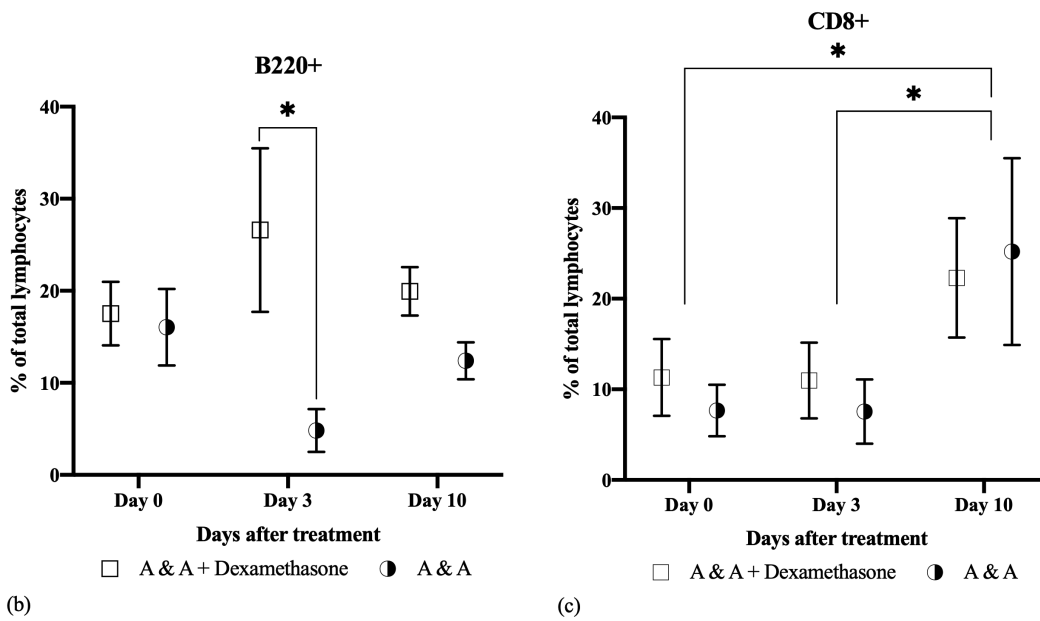 B220+
*
40
30
20
10
0
% of total lymphocytes
Day 0 Day 3 Day 10
Days after treatment
A & A + Dexamethasone A & A
(b)
CD8+
*
*
40
30
20
10
0
% of total lymphocytes
Day 0 Day 3 Day 10
Days after treatment
A & A + Dexamethasone A & A
(c)